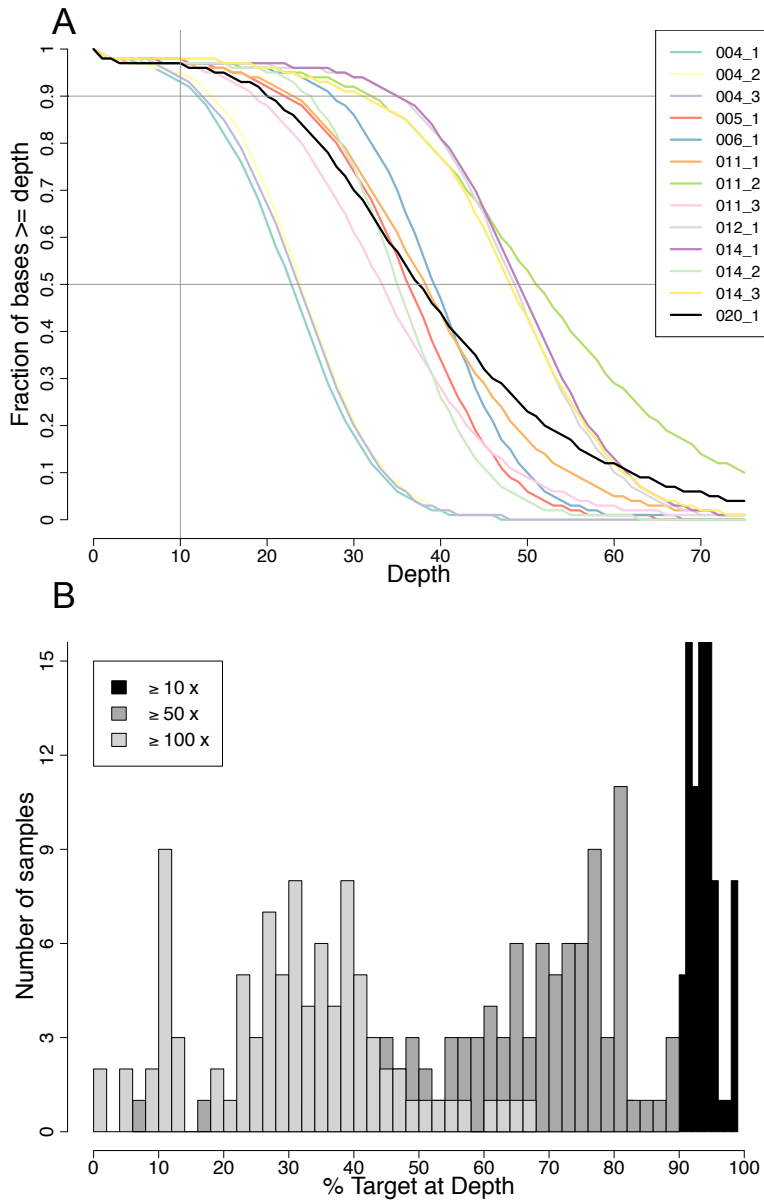 A
Fraction of bases >= depth
1
0.9
0.8
0.7
0.6
0.5
0.4
0.3
0.2
0.1
0
0 10 20 30 40 50 60 70
Depth
004_1
004_2
004_3
005_1
006_1
011_1
011_2
011_3
012_1
014_1
014_2
014_3
020_1
B
Number of samples
15
12
9
6
3
0
≥ 10 x
≥ 50 x
≥ 100 x
0 10 20 30 40 50 60 70 80 90 100
% Target at Depth